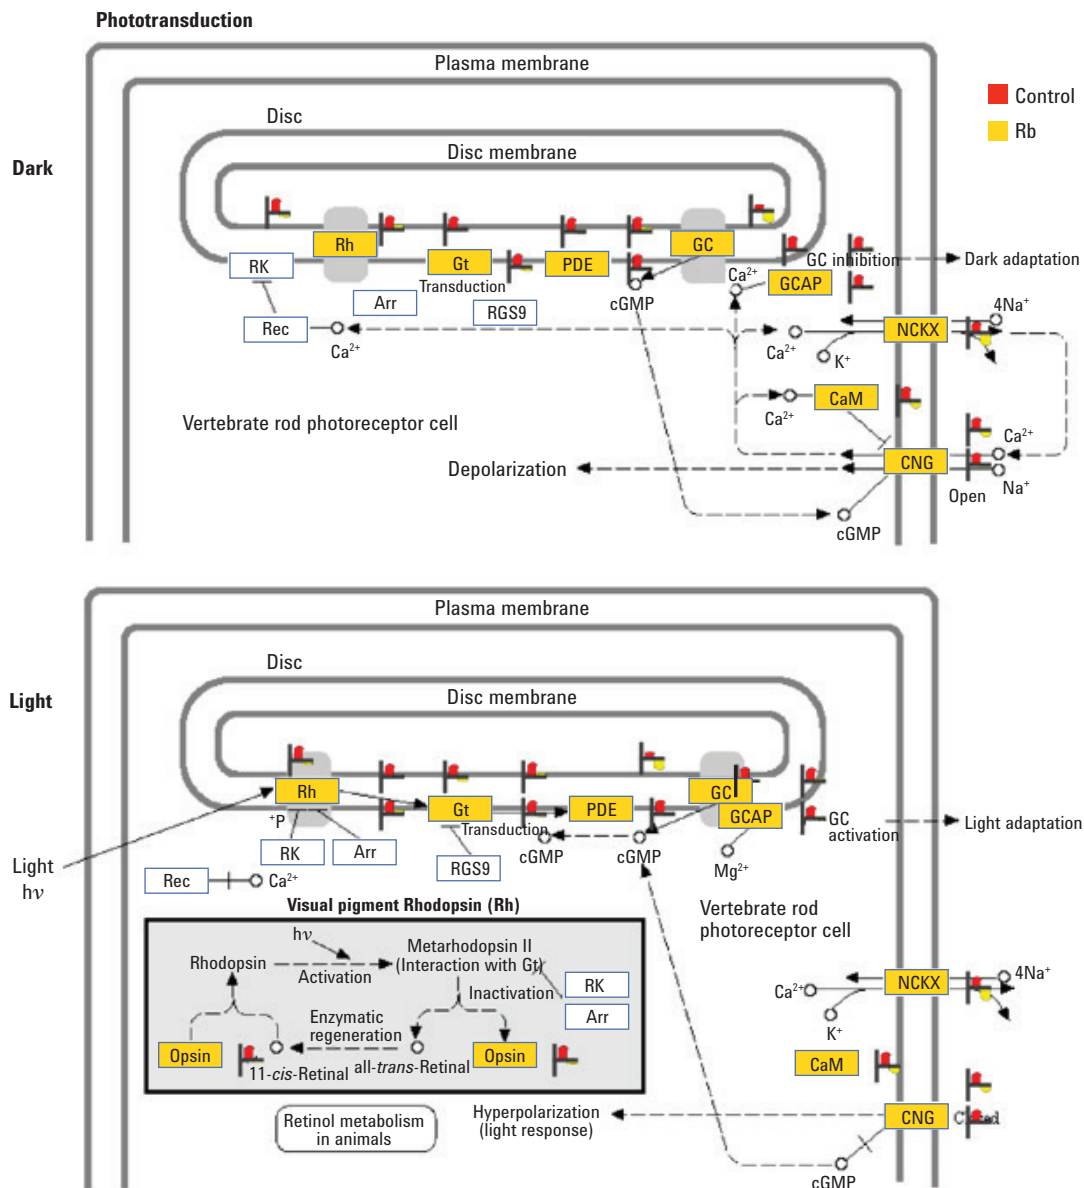 Phototransduction
Plasma membrane
Control
Rb
Disc
Disc membrane
Dark
Rh
GC
RK
Gt
PDE
GC inhibition
Dark adaptation
Transduction
Ca²⁺
GCAP
Arr
RGS9
cGMP
4Na⁺
Rec
Ca²⁺
Ca²⁺
NCKX
K⁺
CaM
Ca²⁺
Vertebrate rod photoreceptor cell
Ca²⁺
CNG
Depolarization
Open
Na⁺
cGMP
Plasma membrane
Disc
Light
Disc membrane
Rh
GC
Gt
PDE
GCAP
⁺P
Transduction
GC
activation
Light adaptation
RK
Arr
cGMP
cGMP
Light
hν
RGS9
Mg²⁺
Rec
Ca²⁺
Visual pigment Rhodopsin (Rh)
Vertebrate rod
photoreceptor cell
hν
Rhodopsin
Activation
Metarhodopsin II
(Interaction with Gt)
Inactivation
RK
Arr
Enzymatic
regeneration
Opsin
11-cis-Retinal
all-trans-Retinal
Opsin
NCKX
4Na⁺
Ca²⁺
K⁺
CaM
Retinol metabolism
in animals
Hyperpolarization
(light response)
CNG
Closed
cGMP